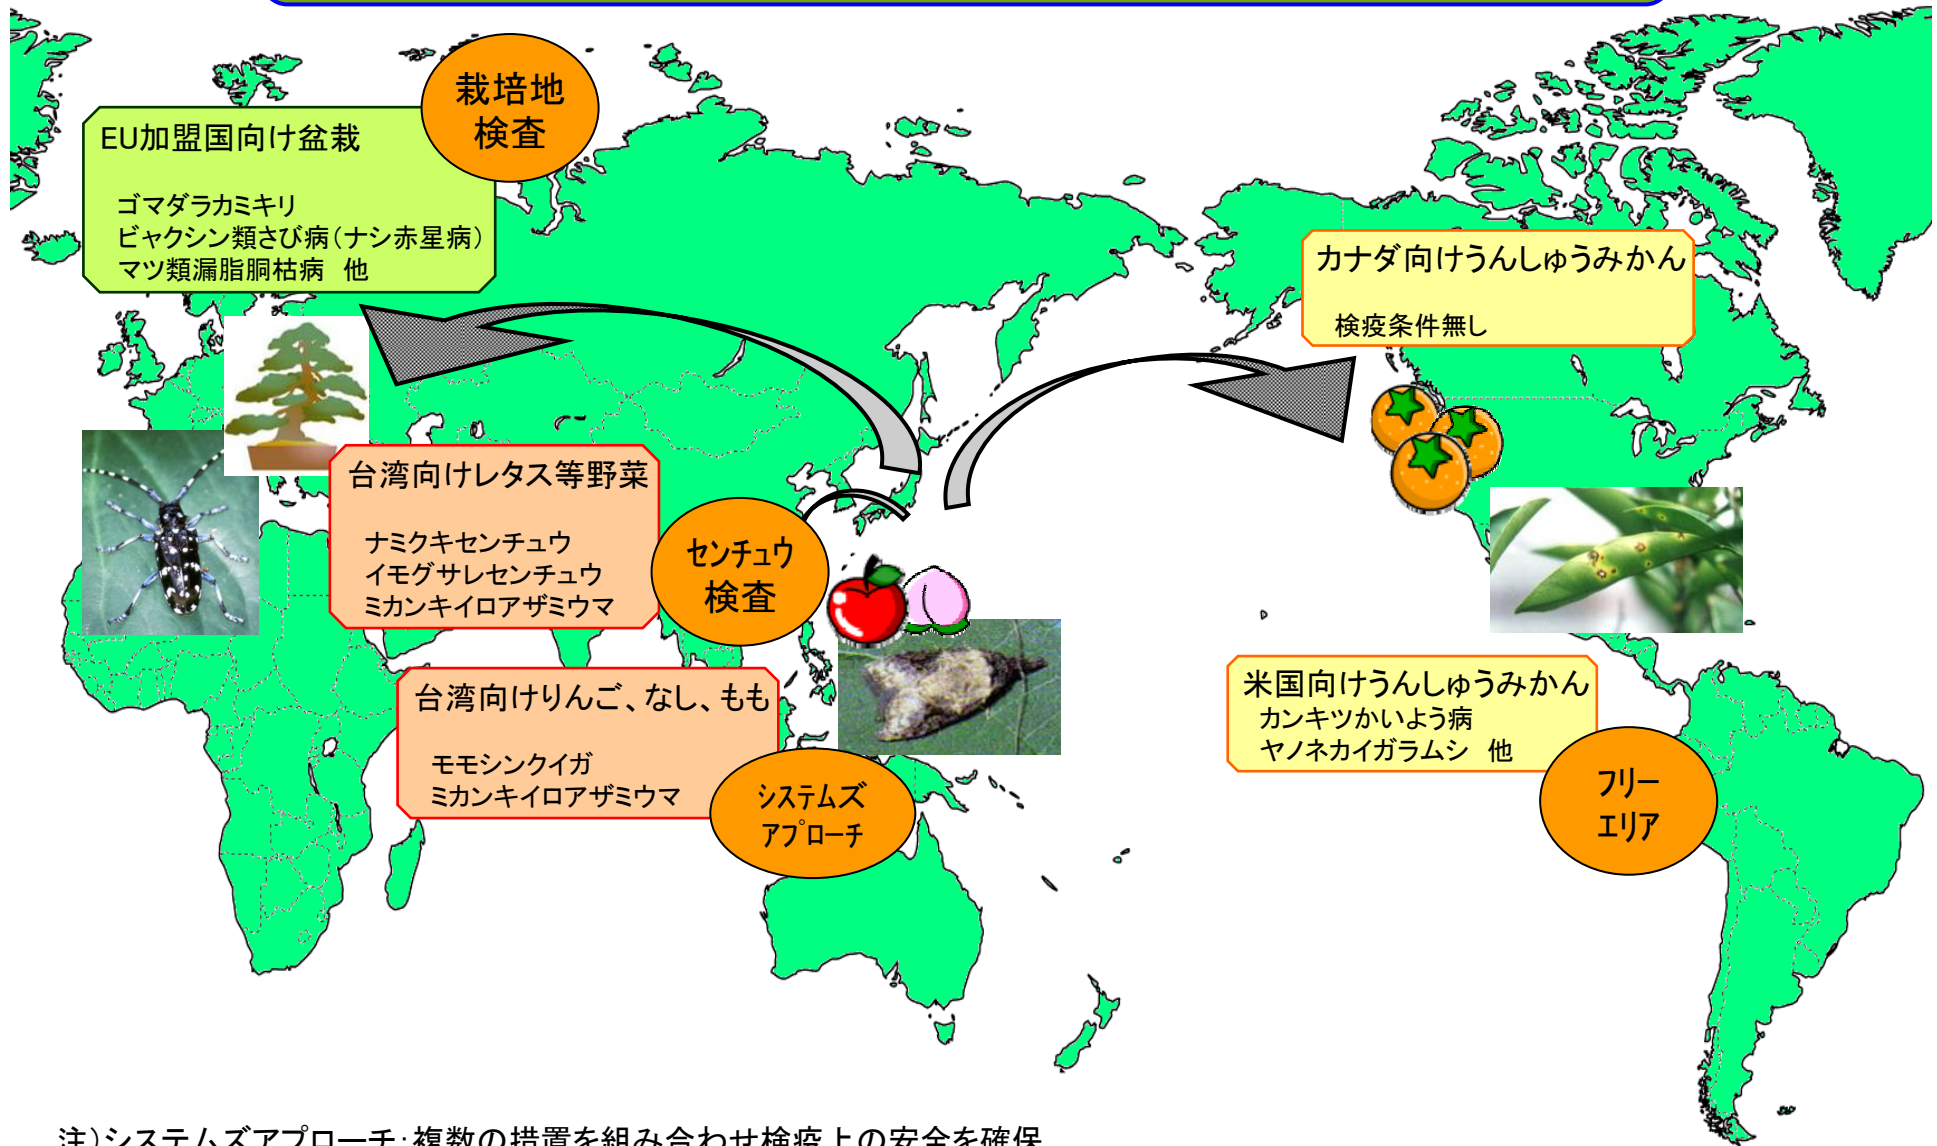 栽培地
検査
EU加盟国向け盆栽
ゴマダラカミキリ
ビャクシン類さび病(ナシ赤星病)
マツ類漏脂胴枯病　他
カナダ向けうんしゅうみかん
検疫条件無し
台湾向けレタス等野菜
ナミクキセンチュウ
イモグサレセンチュウ
ミカンキイロアザミウマ
センチュウ
検査
台湾向けりんご、なし、もも
モモシンクイガ
ミカンキイロアザミウマ
システムズ
アプローチ
米国向けうんしゅうみかん
カンキツかいよう病
ヤノネカイガラムシ　他
フリー
エリア
注)システムズアプローチ:複数の措置を組み合わせ検疫上の安全を確保